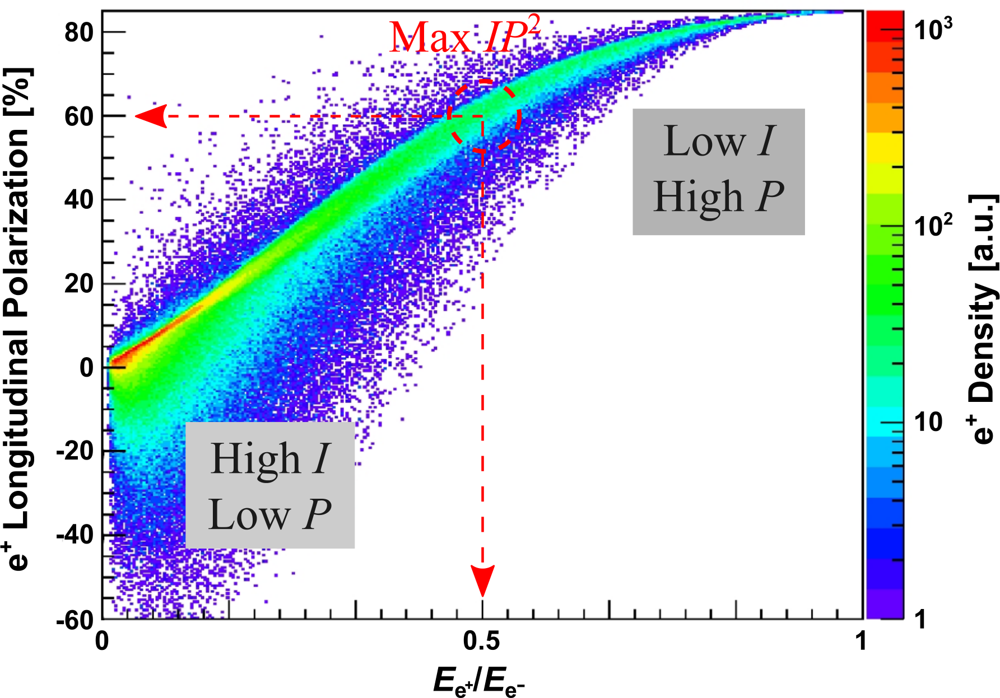 Max IP²
80
60
40
20
0
-20
-40
-60
e⁺ Longitudinal Polarization [%]
Low I
High P
High I
Low P
0
0.5
1
Eₑ⁺/Eₑ⁻
10³
10²
10
1
e⁺ Density [a.u.]